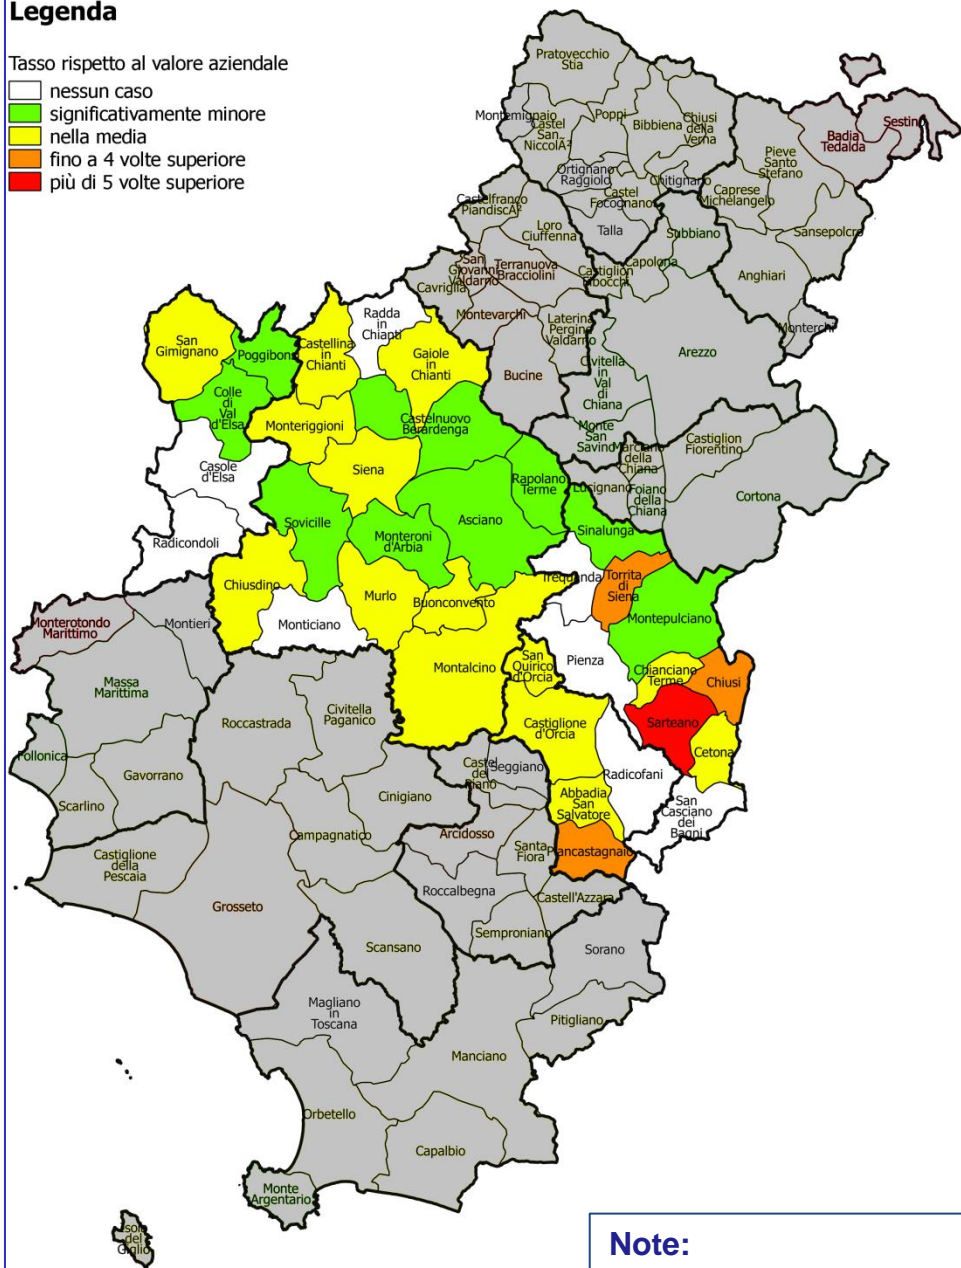 Legenda
Tasso rispetto al valore aziendale
nessun caso
significativamente minore
nella media
fino a 4 volte superiore
più di 5 volte superiore
Pratovecchio
Stia
Montemignaio
Castel
San
NiccolÃ²
Poppi
Bibbiena
Chiusi
della
Verna
Badia
Tedalda
Sestino
Pieve
Santo
Stefano
Ortignano
Raggiolo
Chitignano
Castel
Focognano
Caprese
Michelangelo
Castelfranco
PiandiscÃ²
Loro
Ciuffenna
Talla
Subbiano
Sansepolcro
San
Giovanni
Valdarno
Terranuova
Bracciolini
Castiglion
Fibocchi
Capolona
Anghiari
Cavriglia
Montevarchi
Laterina
Pergine
Valdarno
Monterchi
Arezzo
Bucine
Civitella
in
Val
di
Chiana
Radda
in
Chianti
San
Gimignano
Poggibons
Castellina
in
Chianti
Gaiole
in
Chianti
Colle
di
Val
d'Elsa
Monteriggioni
Castelnuovo
Berardenga
Monte
San
Savino
Marciano
della
Chiana
Castiglion
Fiorentino
Casole
d'Elsa
Siena
Rapolano
Terme
Lucignano
Foiano
della
Chiana
Cortona
Sovicille
Asciano
Monteroni
d'Arbia
Sinalunga
Radicondoli
Trequanda
Torrita
di
Siena
Chiusdino
Murlo
Buonconvento
Montepulciano
Monterotondo
Marittimo
Montieri
Monticiano
Pienza
Montalcino
San
Quirico
d'Orcia
Chianciano
Terme
Chiusi
Massa
Marittima
Roccastrada
Civitella
Paganico
Castiglione
d'Orcia
Sarteano
Cetona
Follonica
Gavorrano
Castel
del
Piano
Seggiano
Radicofani
Scarlino
Cinigiano
Abbadia
San
Salvatore
San
Casciano
dei
Bagni
Campagnatico
Arcidosso
Santa
Fiora
Piancastagnaio
Castiglione
della
Pescaia
Roccalbegna
Castell'Azzara
Grosseto
Semproniano
Scansano
Sorano
Magliano
in
Toscana
Pitigliano
Manciano
Orbetello
Capalbio
Monte
Argentario
Isola
del
Giglio
Note: